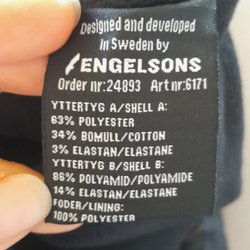 Designed and developed
in Sweden by
ENGELSONS
Order nr:24893 Art nr:6171
YTTERTYG A/SHELL A:
63% POLYESTER
34% BOMULL/COTTON
3% ELASTAN/ELASTANE
YTTERTYG B/SHELL B:
86% POLYAMID/POLYAMIDE
14% ELASTAN/ELASTANE
FODER/LINING:
100% POLYESTER